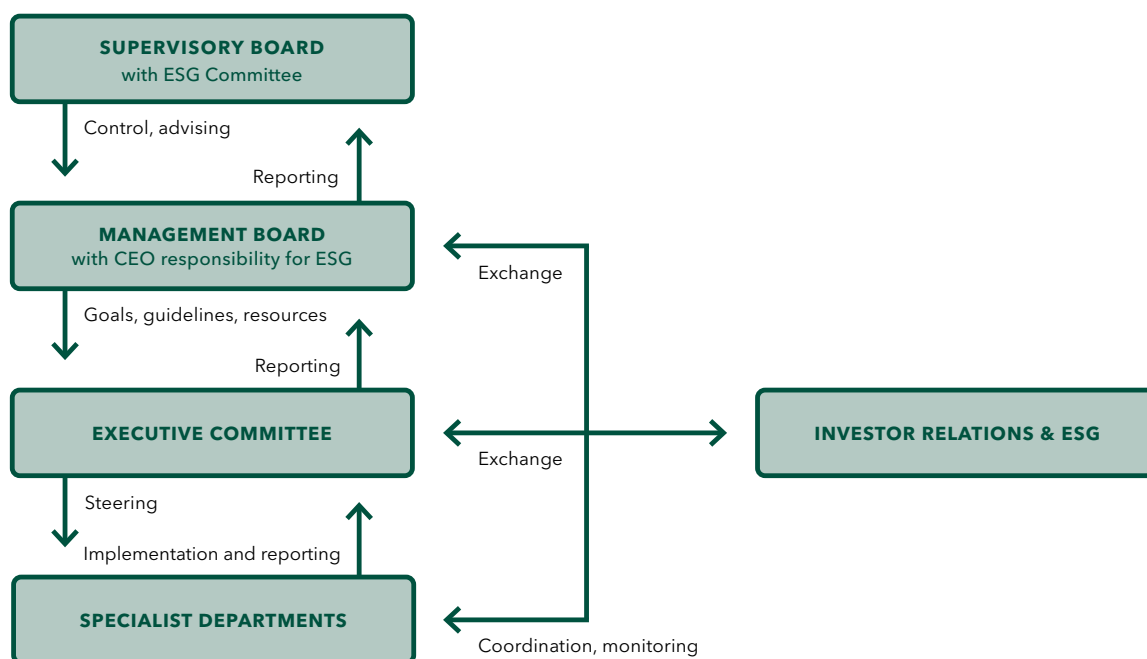 SUPERVISORY BOARD
with ESG Committee
Control, advising
Reporting
MANAGEMENT BOARD
with CEO responsibility for ESG
Exchange
Goals, guidelines, resources
Reporting
EXECUTIVE COMMITTEE
INVESTOR RELATIONS & ESG
Exchange
Steering
Implementation and reporting
SPECIALIST DEPARTMENTS
Coordination, monitoring